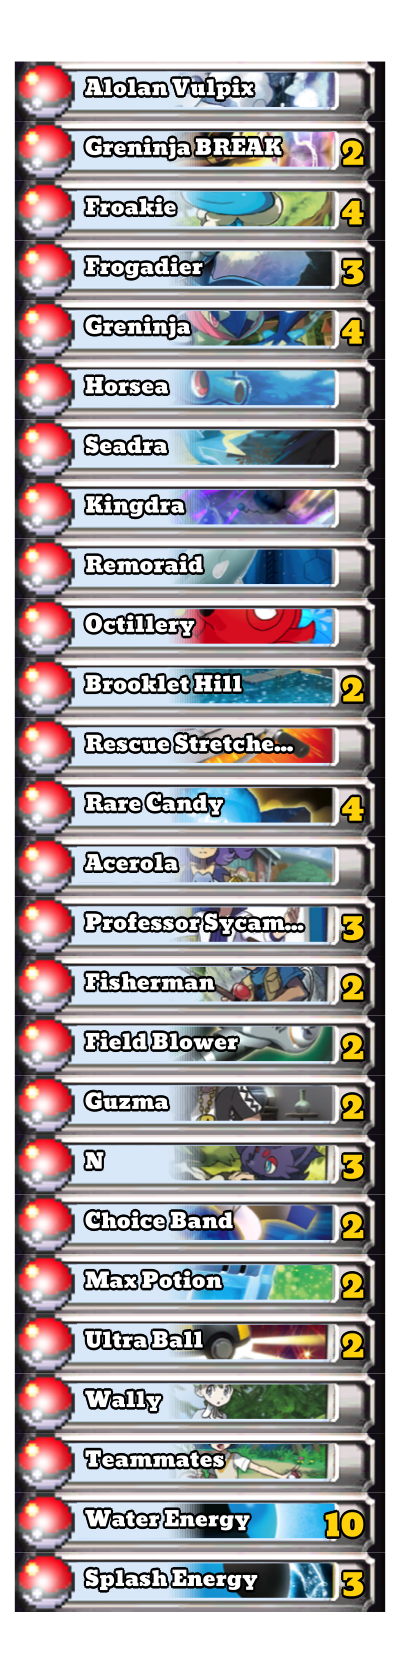 Alolan Vulpix
Greninja BREAK 2
Froakie 4
Frogadier 3
Greninja 4
Horsea
Seadra
Kingdra
Remoraid
Octillery
Brooklet Hill 2
Rescue Stretche...
Rare Candy 4
Acerola
Professor Sycam... 3
Fisherman 2
Field Blower 2
Guzma 2
N 3
Choice Band 2
Max Potion 2
Ultra Ball 2
Wally
Teammates
Water Energy 10
Splash Energy 3